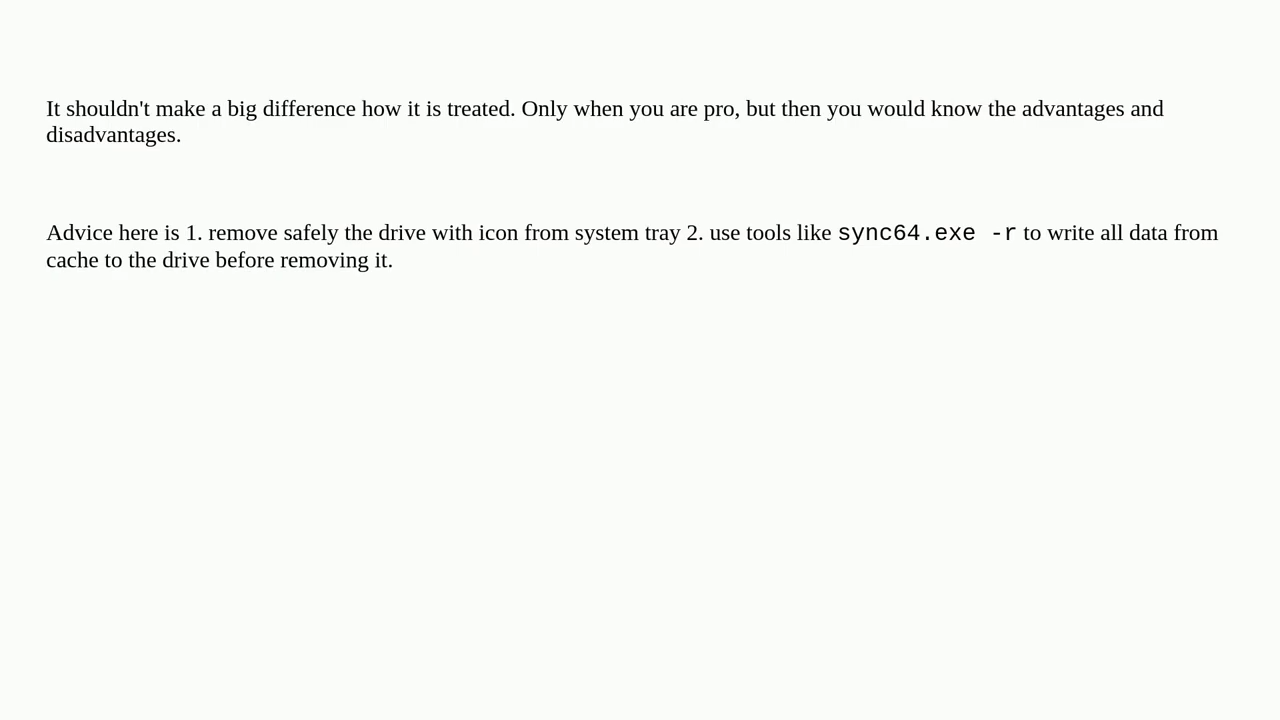 It shouldn't make a big difference how it is treated. Only when you are pro, but then you would know the advantages and
disadvantages.
Advice here is 1. remove safely the drive with icon from system tray 2. use tools like sync64.exe -r to write all data from
cache to the drive before removing it.